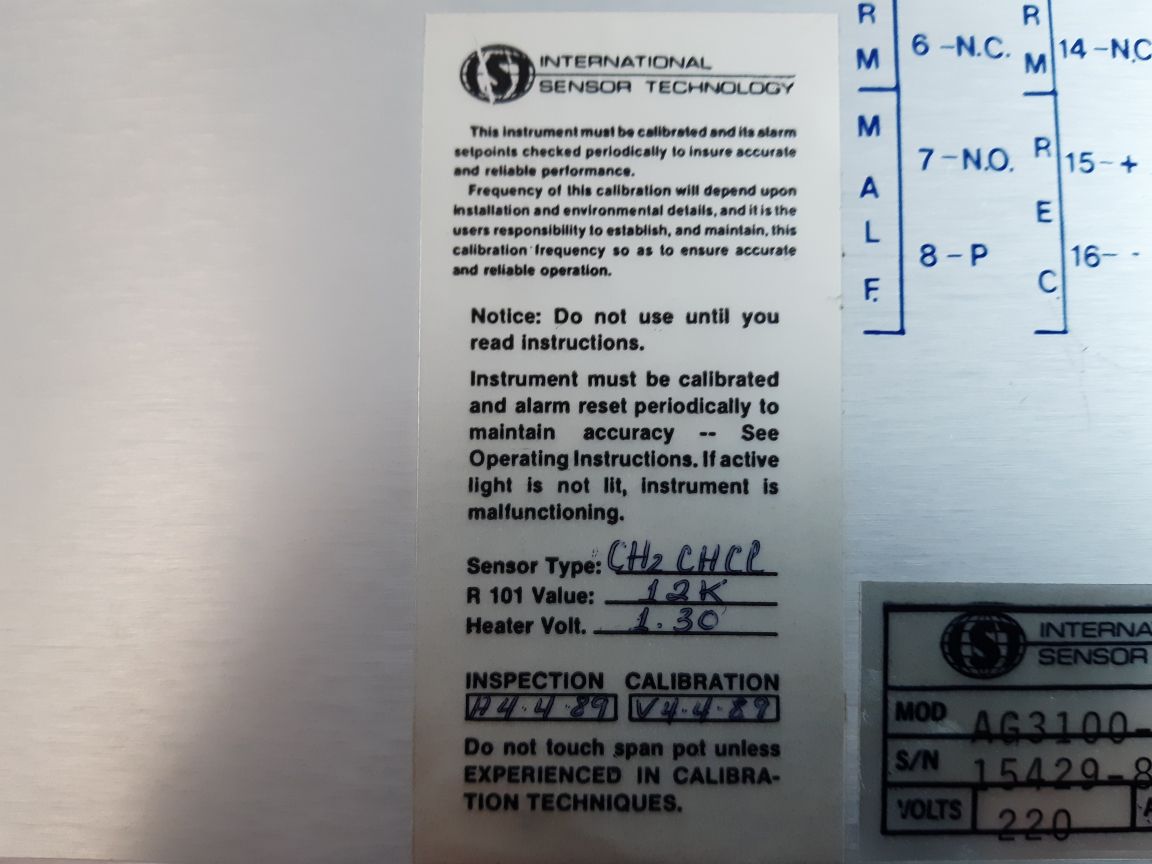 INTERNATIONAL
SENSOR TECHNOLOGY
This instrument must be calibrated and its alarm
setpoints checked periodically to insure accurate
and reliable performance.
Frequency of this calibration will depend upon
installation and environmental details, and it is the
users responsibility to establish, and maintain, this
calibration frequency so as to ensure accurate
and reliable operation.
Notice: Do not use until you
read instructions.
Instrument must be calibrated
and alarm reset periodically to
maintain accuracy -- See
Operating Instructions. If active
light is not lit, instrument is
malfunctioning.
Sensor Type: CH2 CHCl
R 101 Value: 12K
Heater Volt. 1.30
INSPECTION CALIBRATION
A4.4.89 V4.4.89
Do not touch span pot unless
EXPERIENCED IN CALIBRA-
TION TECHNIQUES.
R
M
6 -N.C.
M
A
L
F.
7 -N.O.
8 - P
R
M
14 -N.C
R
E
C
15- +
16- -
INTERNA
SENSOR
MOD AG3100-
S/N 15429-8
VOLTS 220 A